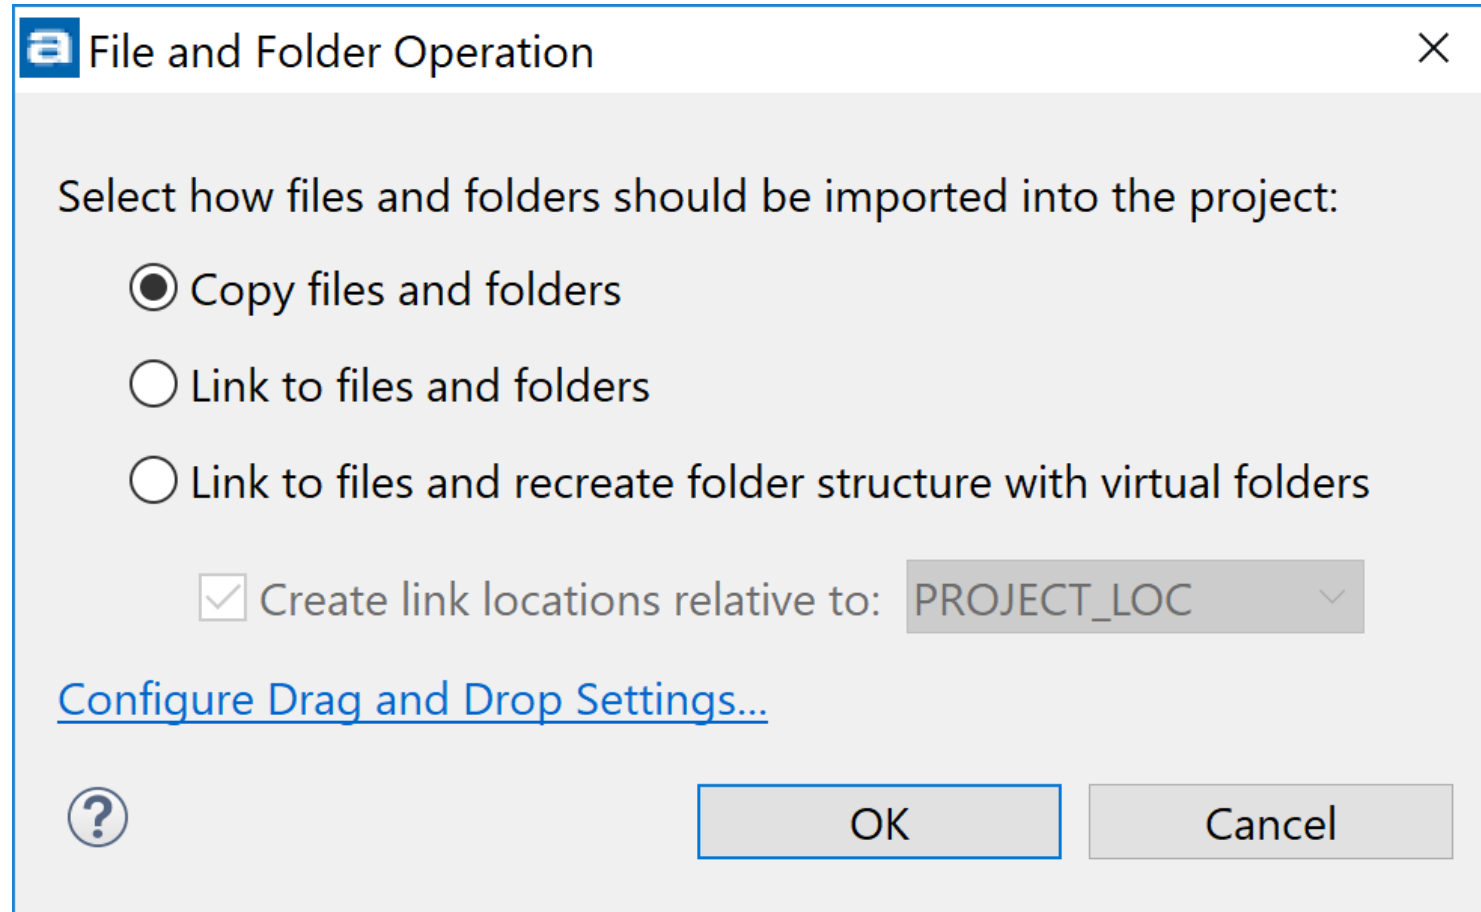 a File and Folder Operation
Select how files and folders should be imported into the project:
Copy files and folders
Link to files and folders
Link to files and recreate folder structure with virtual folders
Create link locations relative to: PROJECT_LOC
Configure Drag and Drop Settings...
? OK Cancel